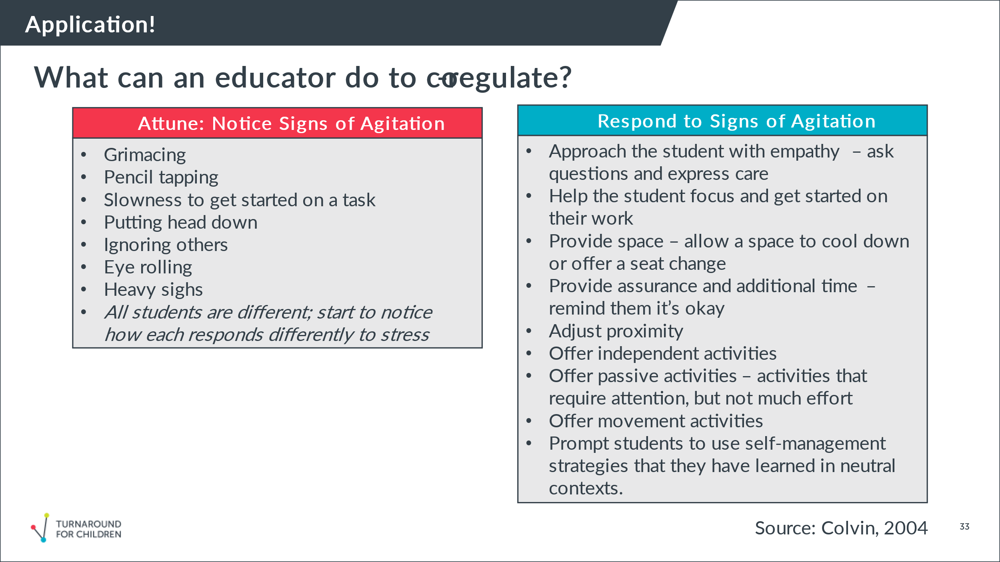 Application!
What can an educator do to co-regulate?
Attune: Notice Signs of Agitation
• Grimacing
• Pencil tapping
• Slowness to get started on a task
• Putting head down
• Ignoring others
• Eye rolling
• Heavy sighs
• All students are different; start to notice
how each responds differently to stress
Respond to Signs of Agitation
• Approach the student with empathy – ask
questions and express care
• Help the student focus and get started on
their work
• Provide space – allow a space to cool down
or offer a seat change
• Provide assurance and additional time –
remind them it’s okay
• Adjust proximity
• Offer independent activities
• Offer passive activities – activities that
require attention, but not much effort
• Offer movement activities
• Prompt students to use self-management
strategies that they have learned in neutral
contexts.
TURNAROUND
FOR CHILDREN
Source: Colvin, 2004
33